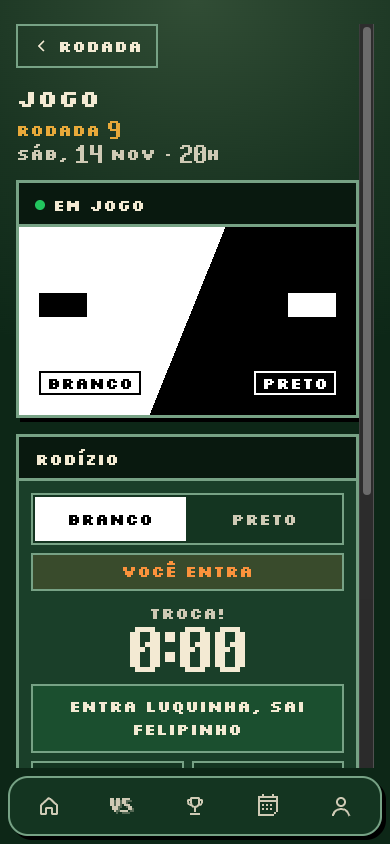 RODADA
JOGO
RODADA 9
SÁB, 14 NOV · 20H
EM JOGO
BRANCO
PRETO
RODÍZIO
BRANCO
PRETO
VOCÊ ENTRA
TROCA!
0:00
ENTRA LUQUINHA, SAI
FELIPINHO
VS